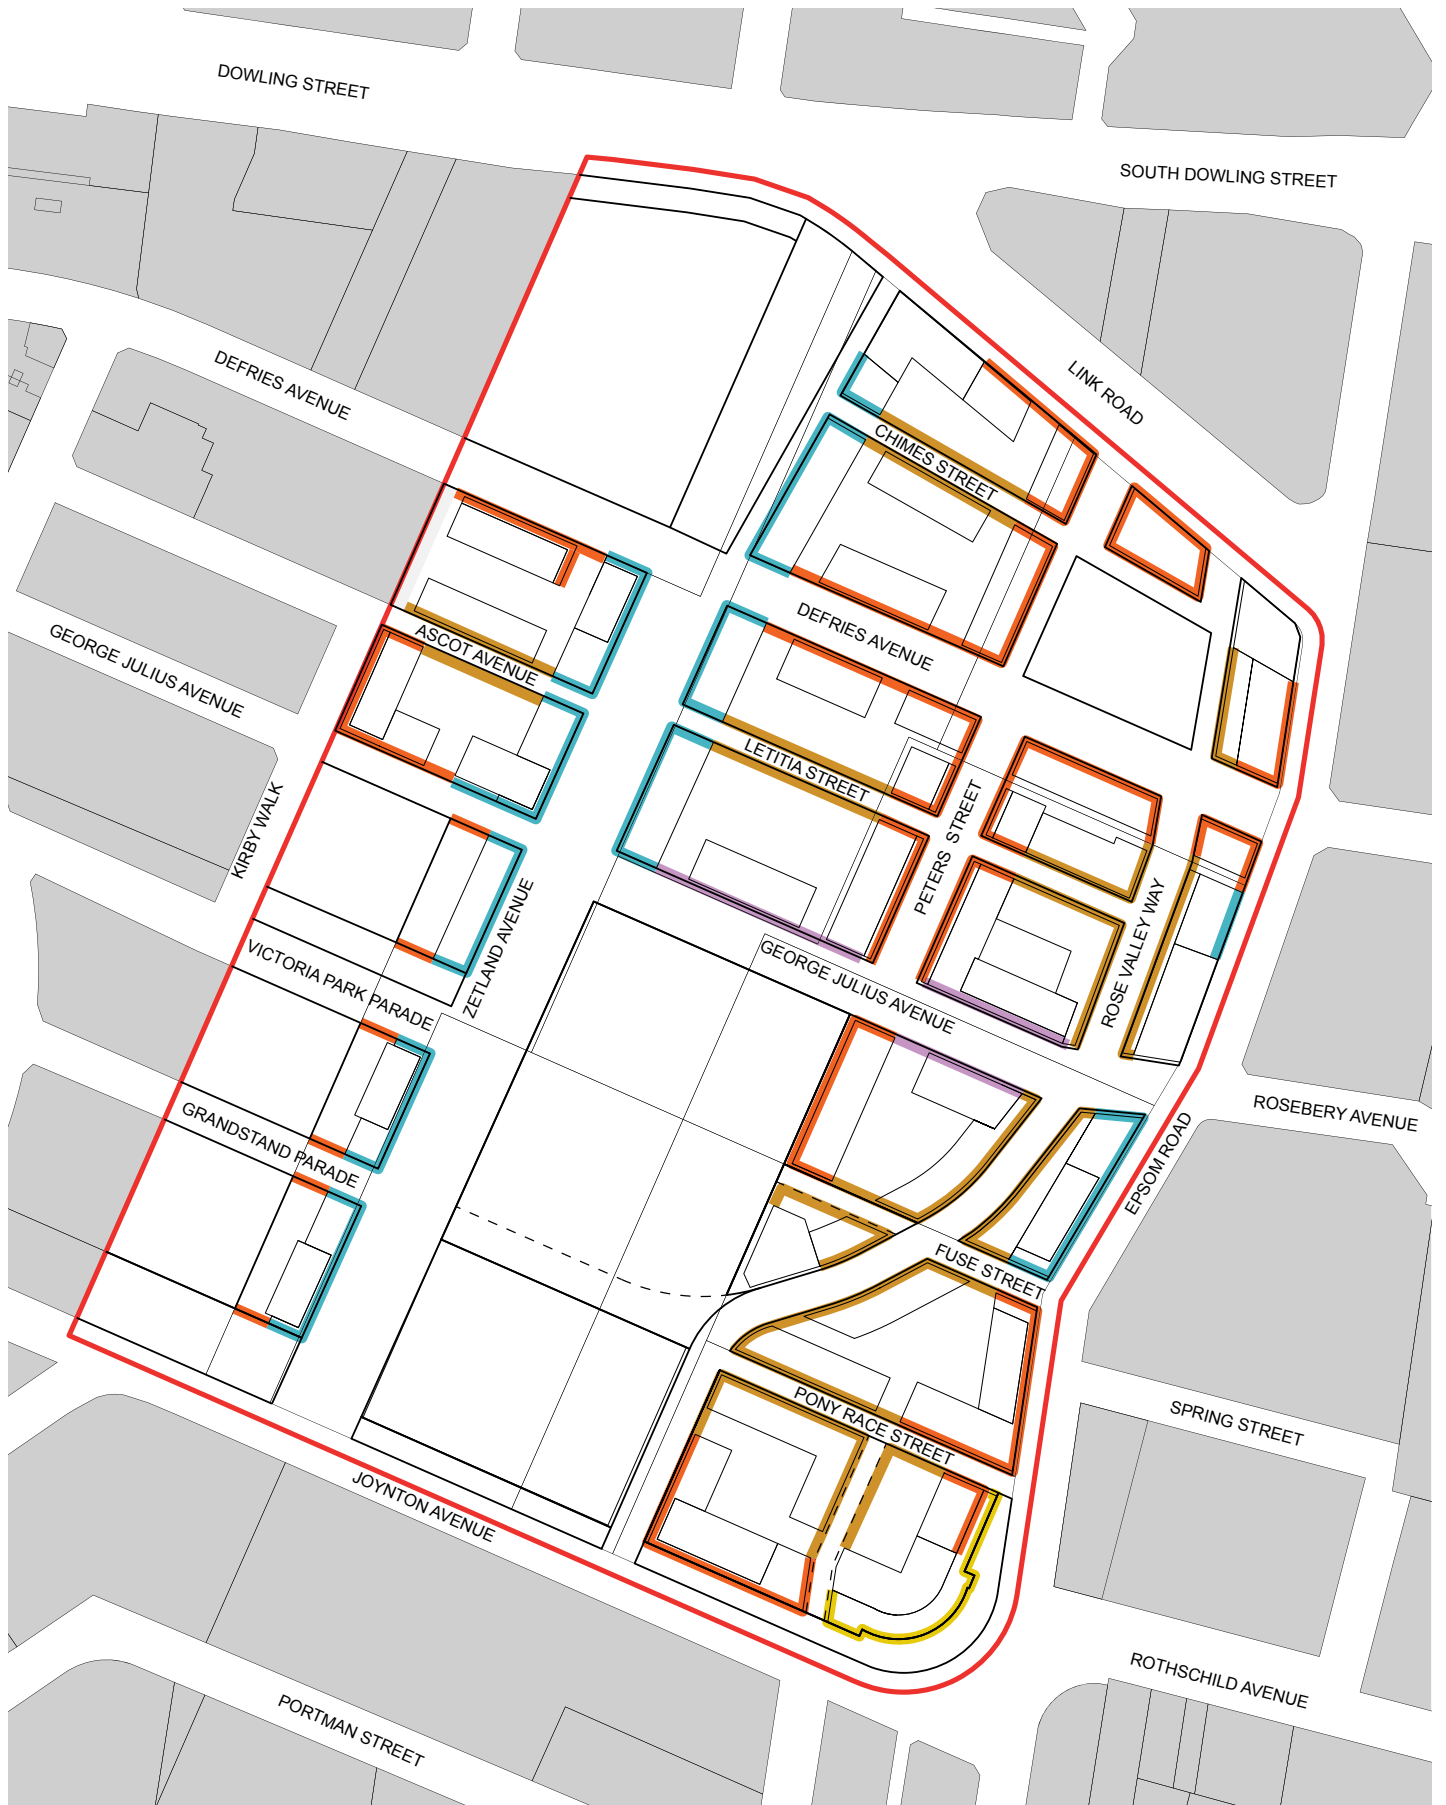 DOWLING STREET
SOUTH DOWLING STREET
DEFRIES AVENUE
LINK ROAD
CHIMES STREET
DEFRIES AVENUE
ASCOT AVENUE
GEORGE JULIUS AVENUE
LETITIA STREET
KIRBY WALK
PETERS STREET
ZETLAND AVENUE
ROSE VALLEY WAY
VICTORIA PARK PARADE
GEORGE JULIUS AVENUE
ROSEBERY AVENUE
GRANDSTAND PARADE
EPSOM ROAD
FUSE STREET
PONY RACE STREET
SPRING STREET
JOYNTON AVENUE
ROTHSCHILD AVENUE
PORTMAN STREET